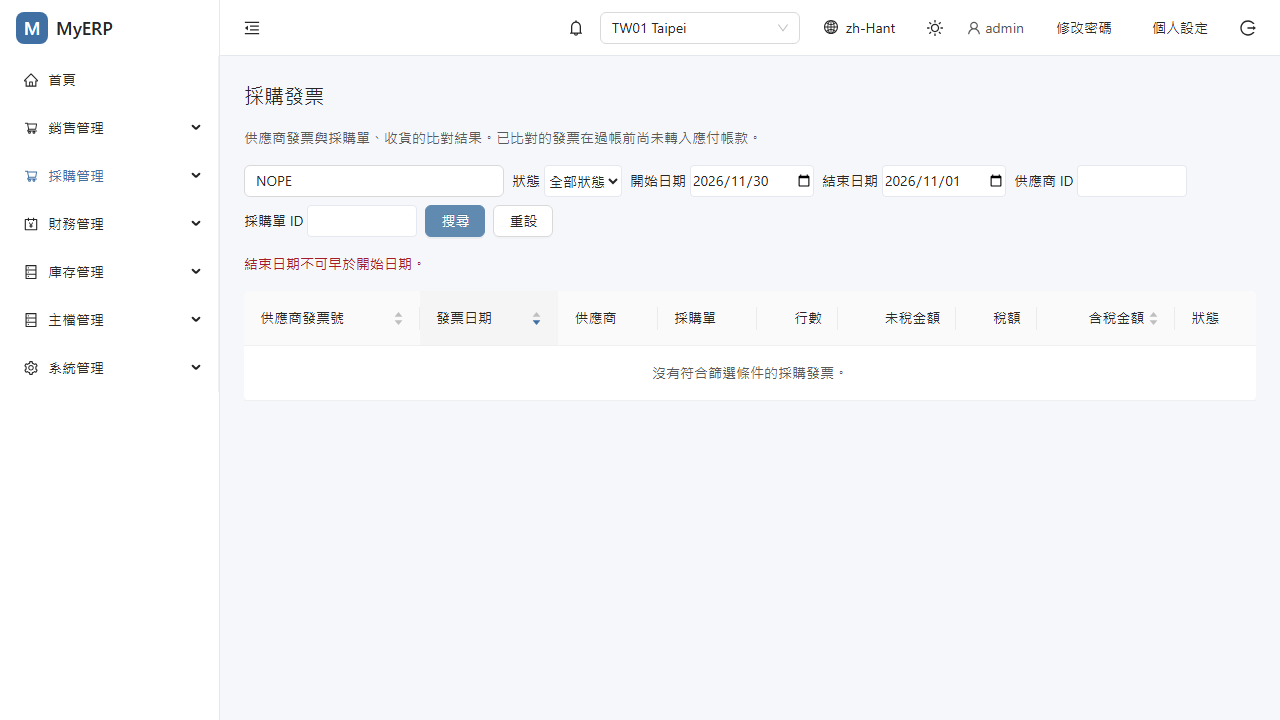 M MyERP
TW01 Taipei
zh-Hant
admin
修改密碼
個人設定
首頁
銷售管理
採購管理
財務管理
庫存管理
主檔管理
系統管理
採購發票
供應商發票與採購單、收貨的比對結果。已比對的發票在過帳前尚未轉入應付帳款。
NOPE 狀態 全部狀態 開始日期 2026/11/30 結束日期 2026/11/01 供應商 ID
採購單 ID 搜尋 重設
結束日期不可早於開始日期。
供應商發票號 發票日期 供應商 採購單 行數 未稅金額 稅額 含稅金額 狀態
沒有符合篩選條件的採購發票。